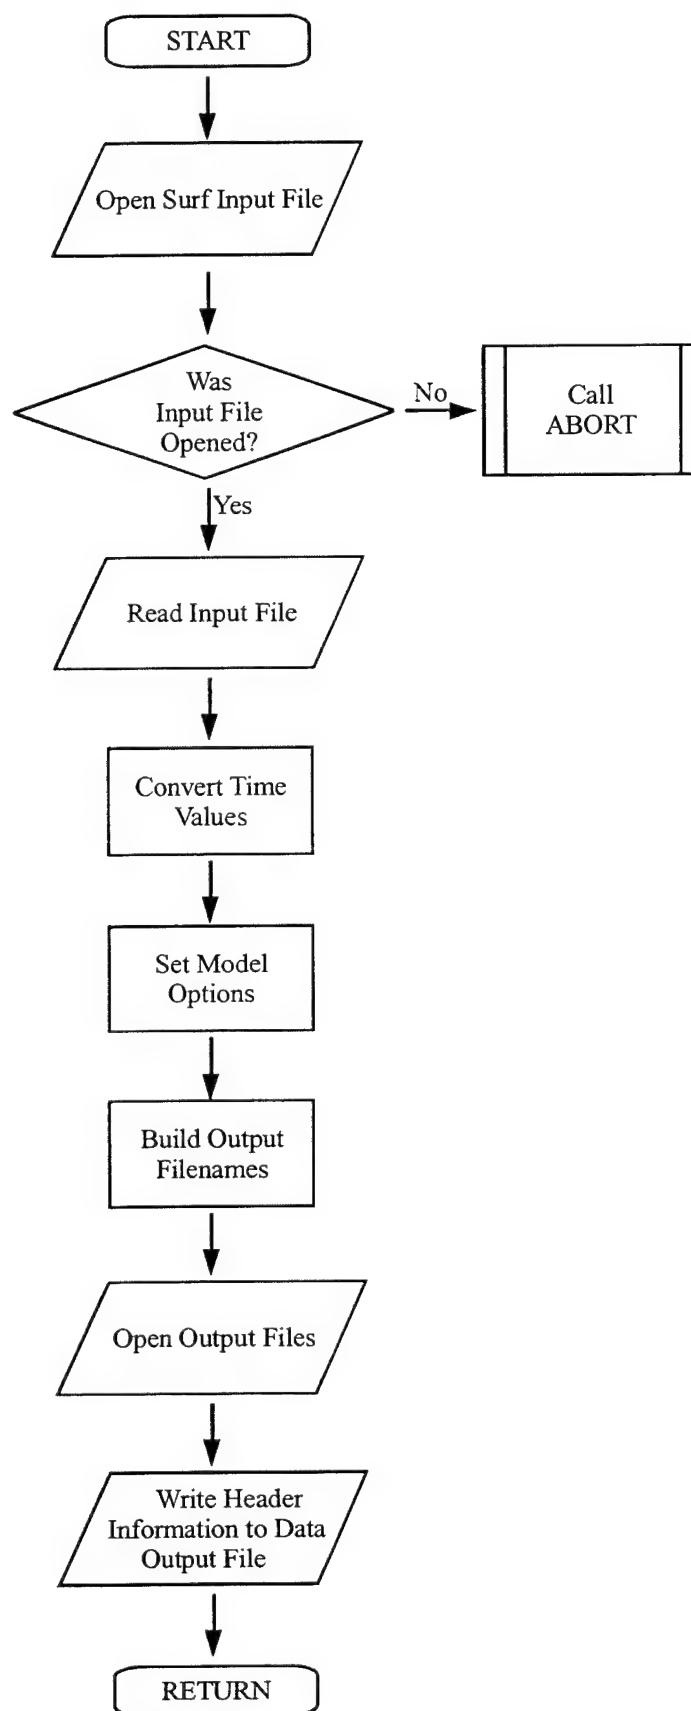 START
Open Surf Input File
Was
Input File
Opened?
No
Call
ABORT
Yes
Read Input File
Convert Time
Values
Set Model
Options
Build Output
Filenames
Open Output Files
Write Header
Information to Data
Output File
RETURN